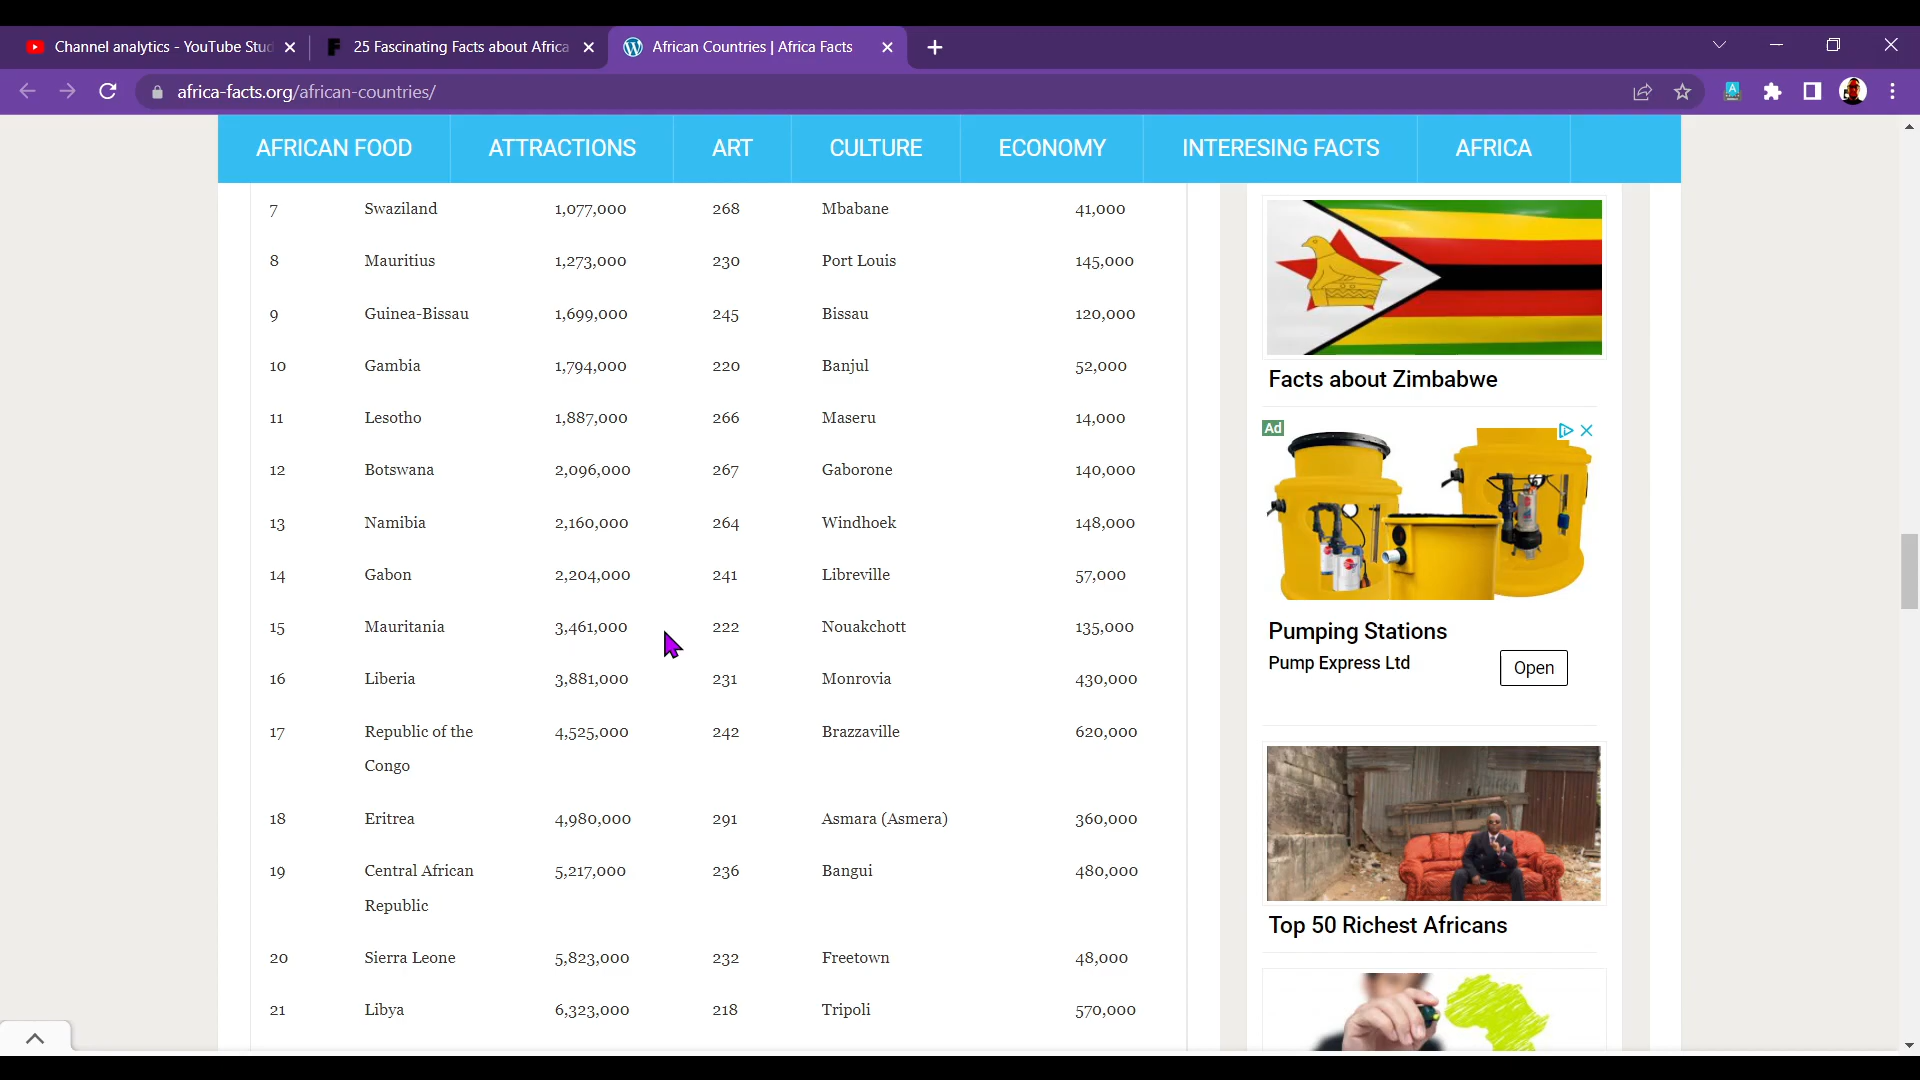 Channel analytics - YouTube Stud
25 Fascinating Facts about Africa
African Countries | Africa Facts
africa-facts.org/african-countries/
AFRICAN FOOD ATTRACTIONS ART CULTURE ECONOMY INTERESING FACTS AFRICA
7 Swaziland 1,077,000 268 Mbabane 41,000
8 Mauritius 1,273,000 230 Port Louis 145,000
9 Guinea-Bissau 1,699,000 245 Bissau 120,000
10 Gambia 1,794,000 220 Banjul 52,000
11 Lesotho 1,887,000 266 Maseru 14,000
12 Botswana 2,096,000 267 Gaborone 140,000
13 Namibia 2,160,000 264 Windhoek 148,000
14 Gabon 2,204,000 241 Libreville 57,000
15 Mauritania 3,461,000 222 Nouakchott 135,000
16 Liberia 3,881,000 231 Monrovia 430,000
17 Republic of the 4,525,000 242 Brazzaville 620,000
Congo
18 Eritrea 4,980,000 291 Asmara (Asmera) 360,000
19 Central African 5,217,000 236 Bangui 480,000
Republic
20 Sierra Leone 5,823,000 232 Freetown 48,000
21 Libya 6,323,000 218 Tripoli 570,000
Facts about Zimbabwe
Ad
Pumping Stations
Pump Express Ltd
Open
Top 50 Richest Africans